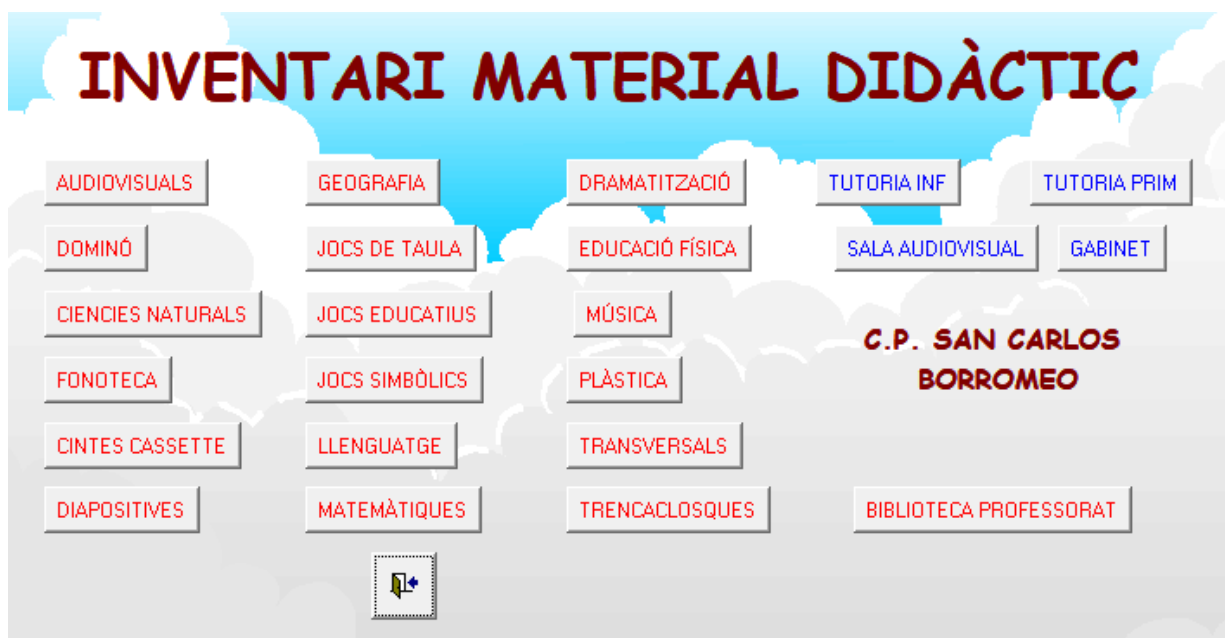 INVENTARI MATERIAL DIDÀCTIC
AUDIOVISUALS
GEOGRAFIA
DRAMATITZACIÓ
TUTORIA INF
TUTORIA PRIM
DOMINÓ
JOCS DE TAULA
EDUCACIÓ FÍSICA
SALA AUDIOVISUAL
GABINET
CIENCIES NATURALS
JOCS EDUCATIUS
MÚSICA
C.P. SAN CARLOS
BORROMEO
FONOTECA
JOCS SIMBÒLICS
PLÀSTICA
CINTES CASSETTE
LLENGUATGE
TRANSVERSALS
DIAPOSITIVES
MATEMÀTIQUES
TRENCACLOSQUES
BIBLIOTECA PROFESSORAT